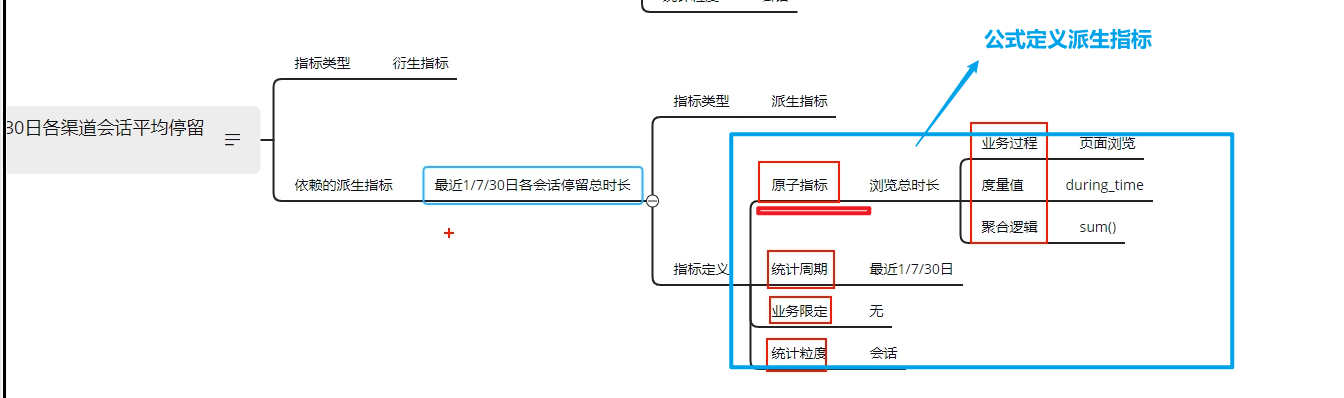 公式定义派生指标
指标类型 衍生指标
30日各渠道会话平均停留
依赖的派生指标 最近1/7/30日各会话停留总时长
指标类型 派生指标
指标定义
原子指标 浏览总时长
业务过程 页面浏览
度量值 during_time
聚合逻辑 sum()
统计周期 最近1/7/30日
业务限定 无
统计粒度 会话